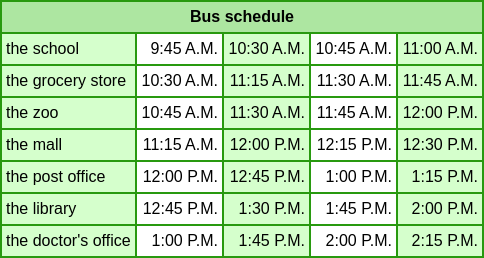 Bus schedule
the school 9:45 A.M. 10:30 A.M. 10:45 A.M. 11:00 A.M.
the grocery store 10:30 A.M. 11:15 A.M. 11:30 A.M. 11:45 A.M.
the zoo 10:45 A.M. 11:30 A.M. 11:45 A.M. 12:00 P.M.
the mall 11:15 A.M. 12:00 P.M. 12:15 P.M. 12:30 P.M.
the post office 12:00 P.M. 12:45 P.M. 1:00 P.M. 1:15 P.M.
the library 12:45 P.M. 1:30 P.M. 1:45 P.M. 2:00 P.M.
the doctor's office 1:00 P.M. 1:45 P.M. 2:00 P.M. 2:15 P.M.